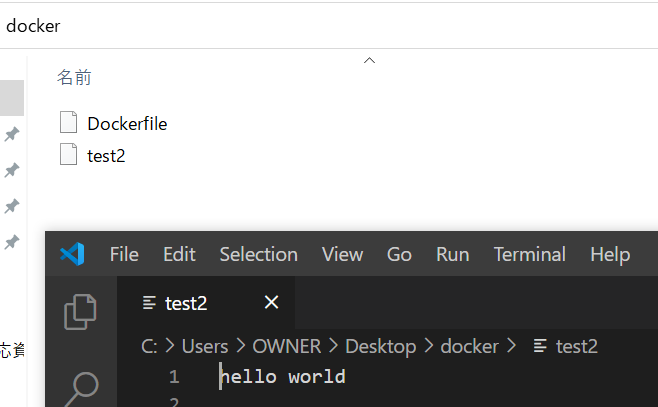 docker
名前
Dockerfile
test2
File Edit Selection View Go Run Terminal Help
test2
C: > Users > OWNER > Desktop > docker > test2
1 hello world
2